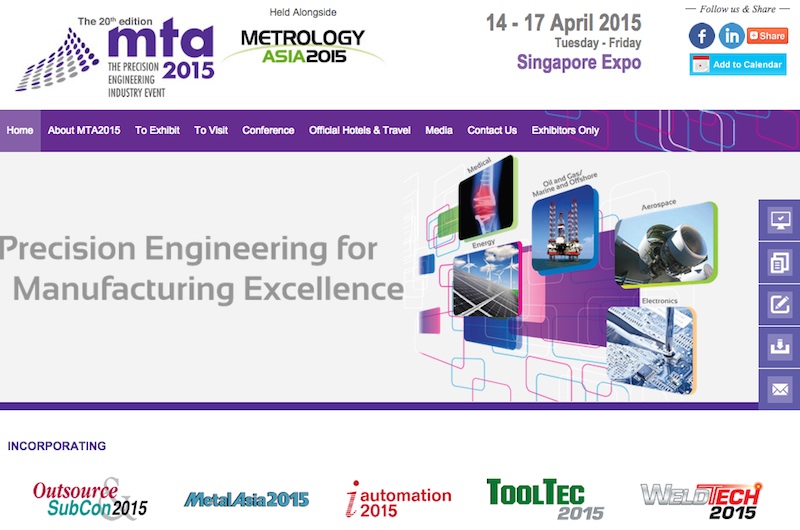 The 20th edition
mta
2015
THE PRECISION
ENGINEERING
INDUSTRY EVENT
Held Alongside
METROLOGY
ASIA2015
14 - 17 April 2015
Tuesday - Friday
Singapore Expo
Follow us & Share
f
in
Share
Add to Calendar
Home
About MTA2015
To Exhibit
To Visit
Conference
Official Hotels & Travel
Media
Contact Us
Exhibitors Only
Precision Engineering for
Manufacturing Excellence
Medical
Oil and Gas/
Marine and Offshore
Aerospace
Energy
Electronics
INCORPORATING
Outsource &
SubCon2015
MetalAsia2015
i automation
2015
TOOLTEC
2015
WELDTECH
2015